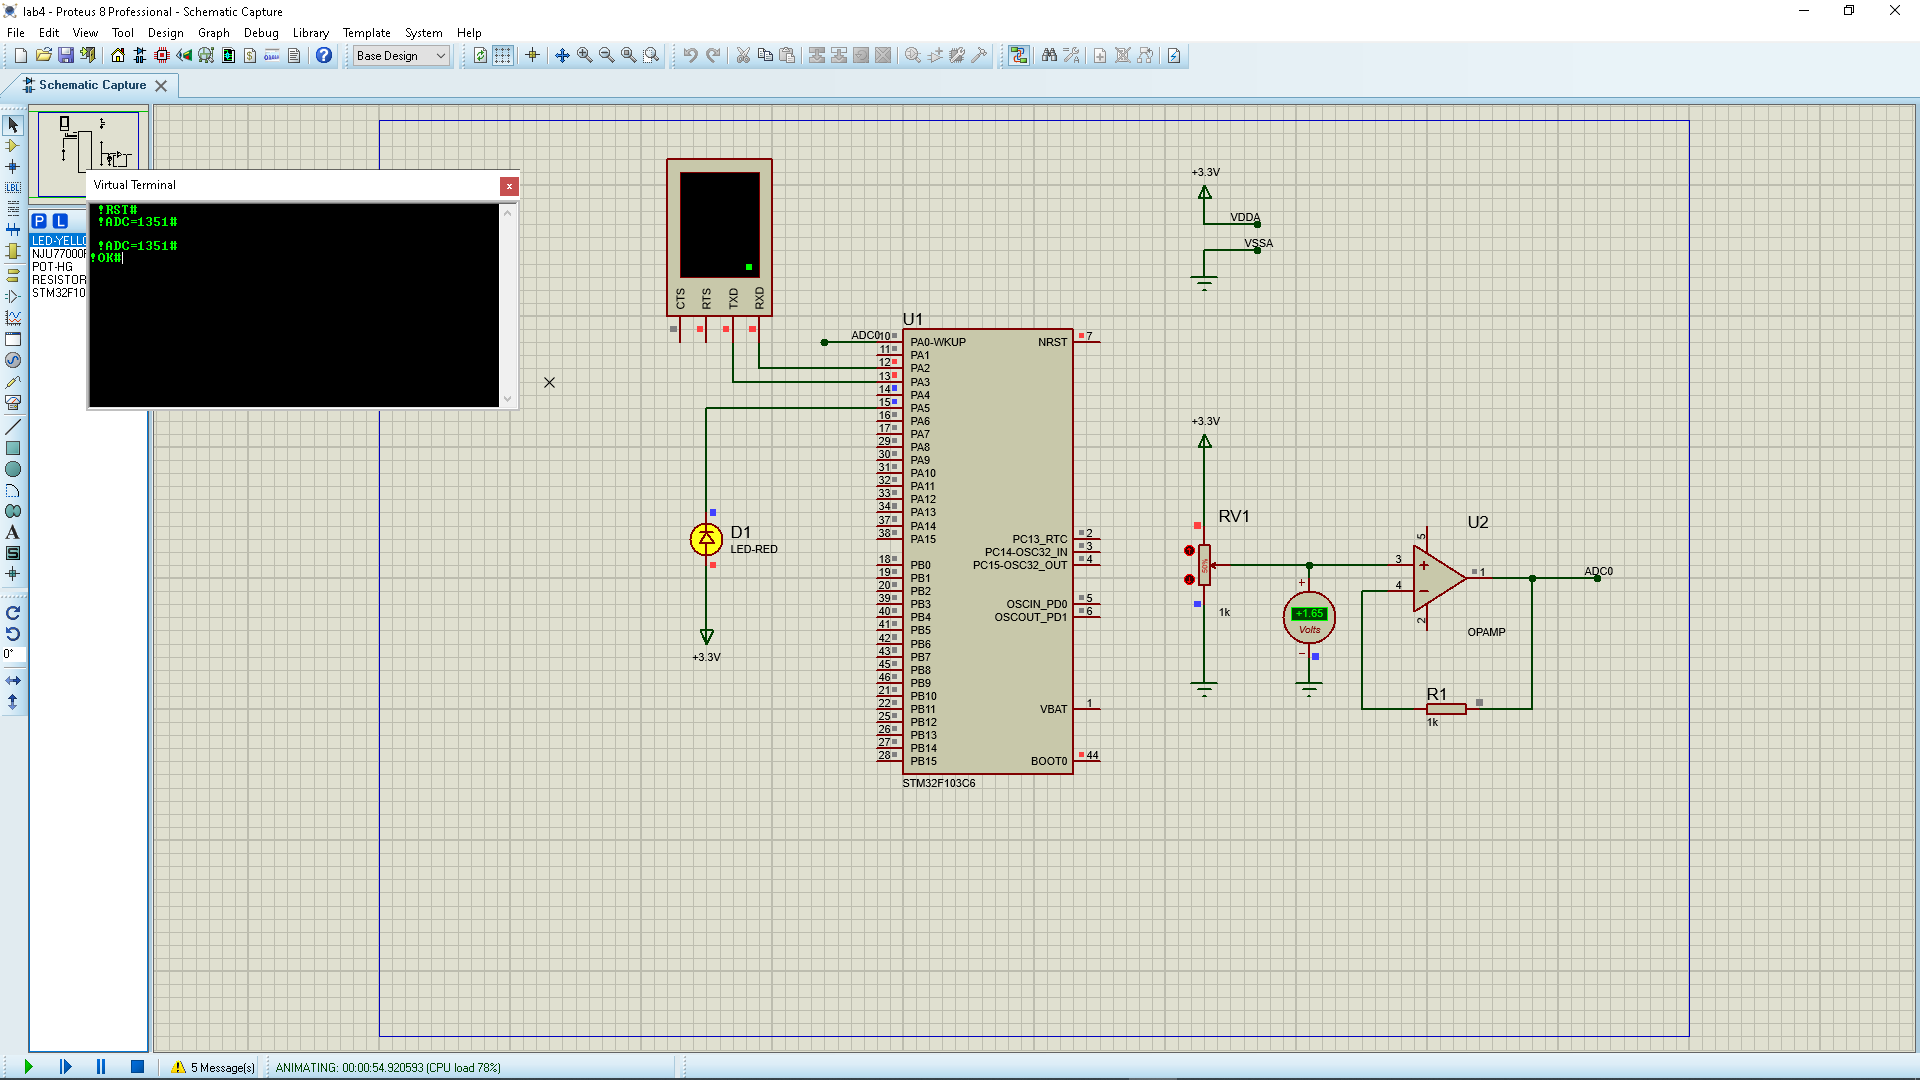 lab4 - Proteus 8 Professional - Schematic Capture
File Edit View Tool Design Graph Debug Library Template System Help
Base Design
Schematic Capture
Virtual Terminal
!RST#
!ADC=1351#
!ADC=1351#
!OK#
P L
LED-YELLO
NJU77000
POT-HG
RESISTOR
STM32F10
LBL
A
S
0°
CTS
RTS
TXD
RXD
+3.3V
VDDA
VSSA
U1
ADC0
10 PA0-WKUP
11 PA1
12 PA2
13 PA3
14 PA4
15 PA5
16 PA6
17 PA7
29 PA8
30 PA9
31 PA10
32 PA11
33 PA12
34 PA13
37 PA14
38 PA15
18 PB0
19 PB1
20 PB2
39 PB3
40 PB4
41 PB5
42 PB6
43 PB7
45 PB8
46 PB9
21 PB10
22 PB11
25 PB12
26 PB13
27 PB14
28 PB15
NRST 7
PC13_RTC 2
PC14-OSC32_IN 3
PC15-OSC32_OUT 4
OSCIN_PD0 5
OSCOUT_PD1 6
VBAT 1
BOOT0 44
STM32F103C6
D1
LED-RED
+3.3V
+3.3V
RV1
50%
1k
+
+1.65
Volts
−
U2
5
3
+
4
−
1
2
OPAMP
ADC0
R1
1k
5 Message(s)
ANIMATING: 00:00:54.920593 (CPU load 78%)